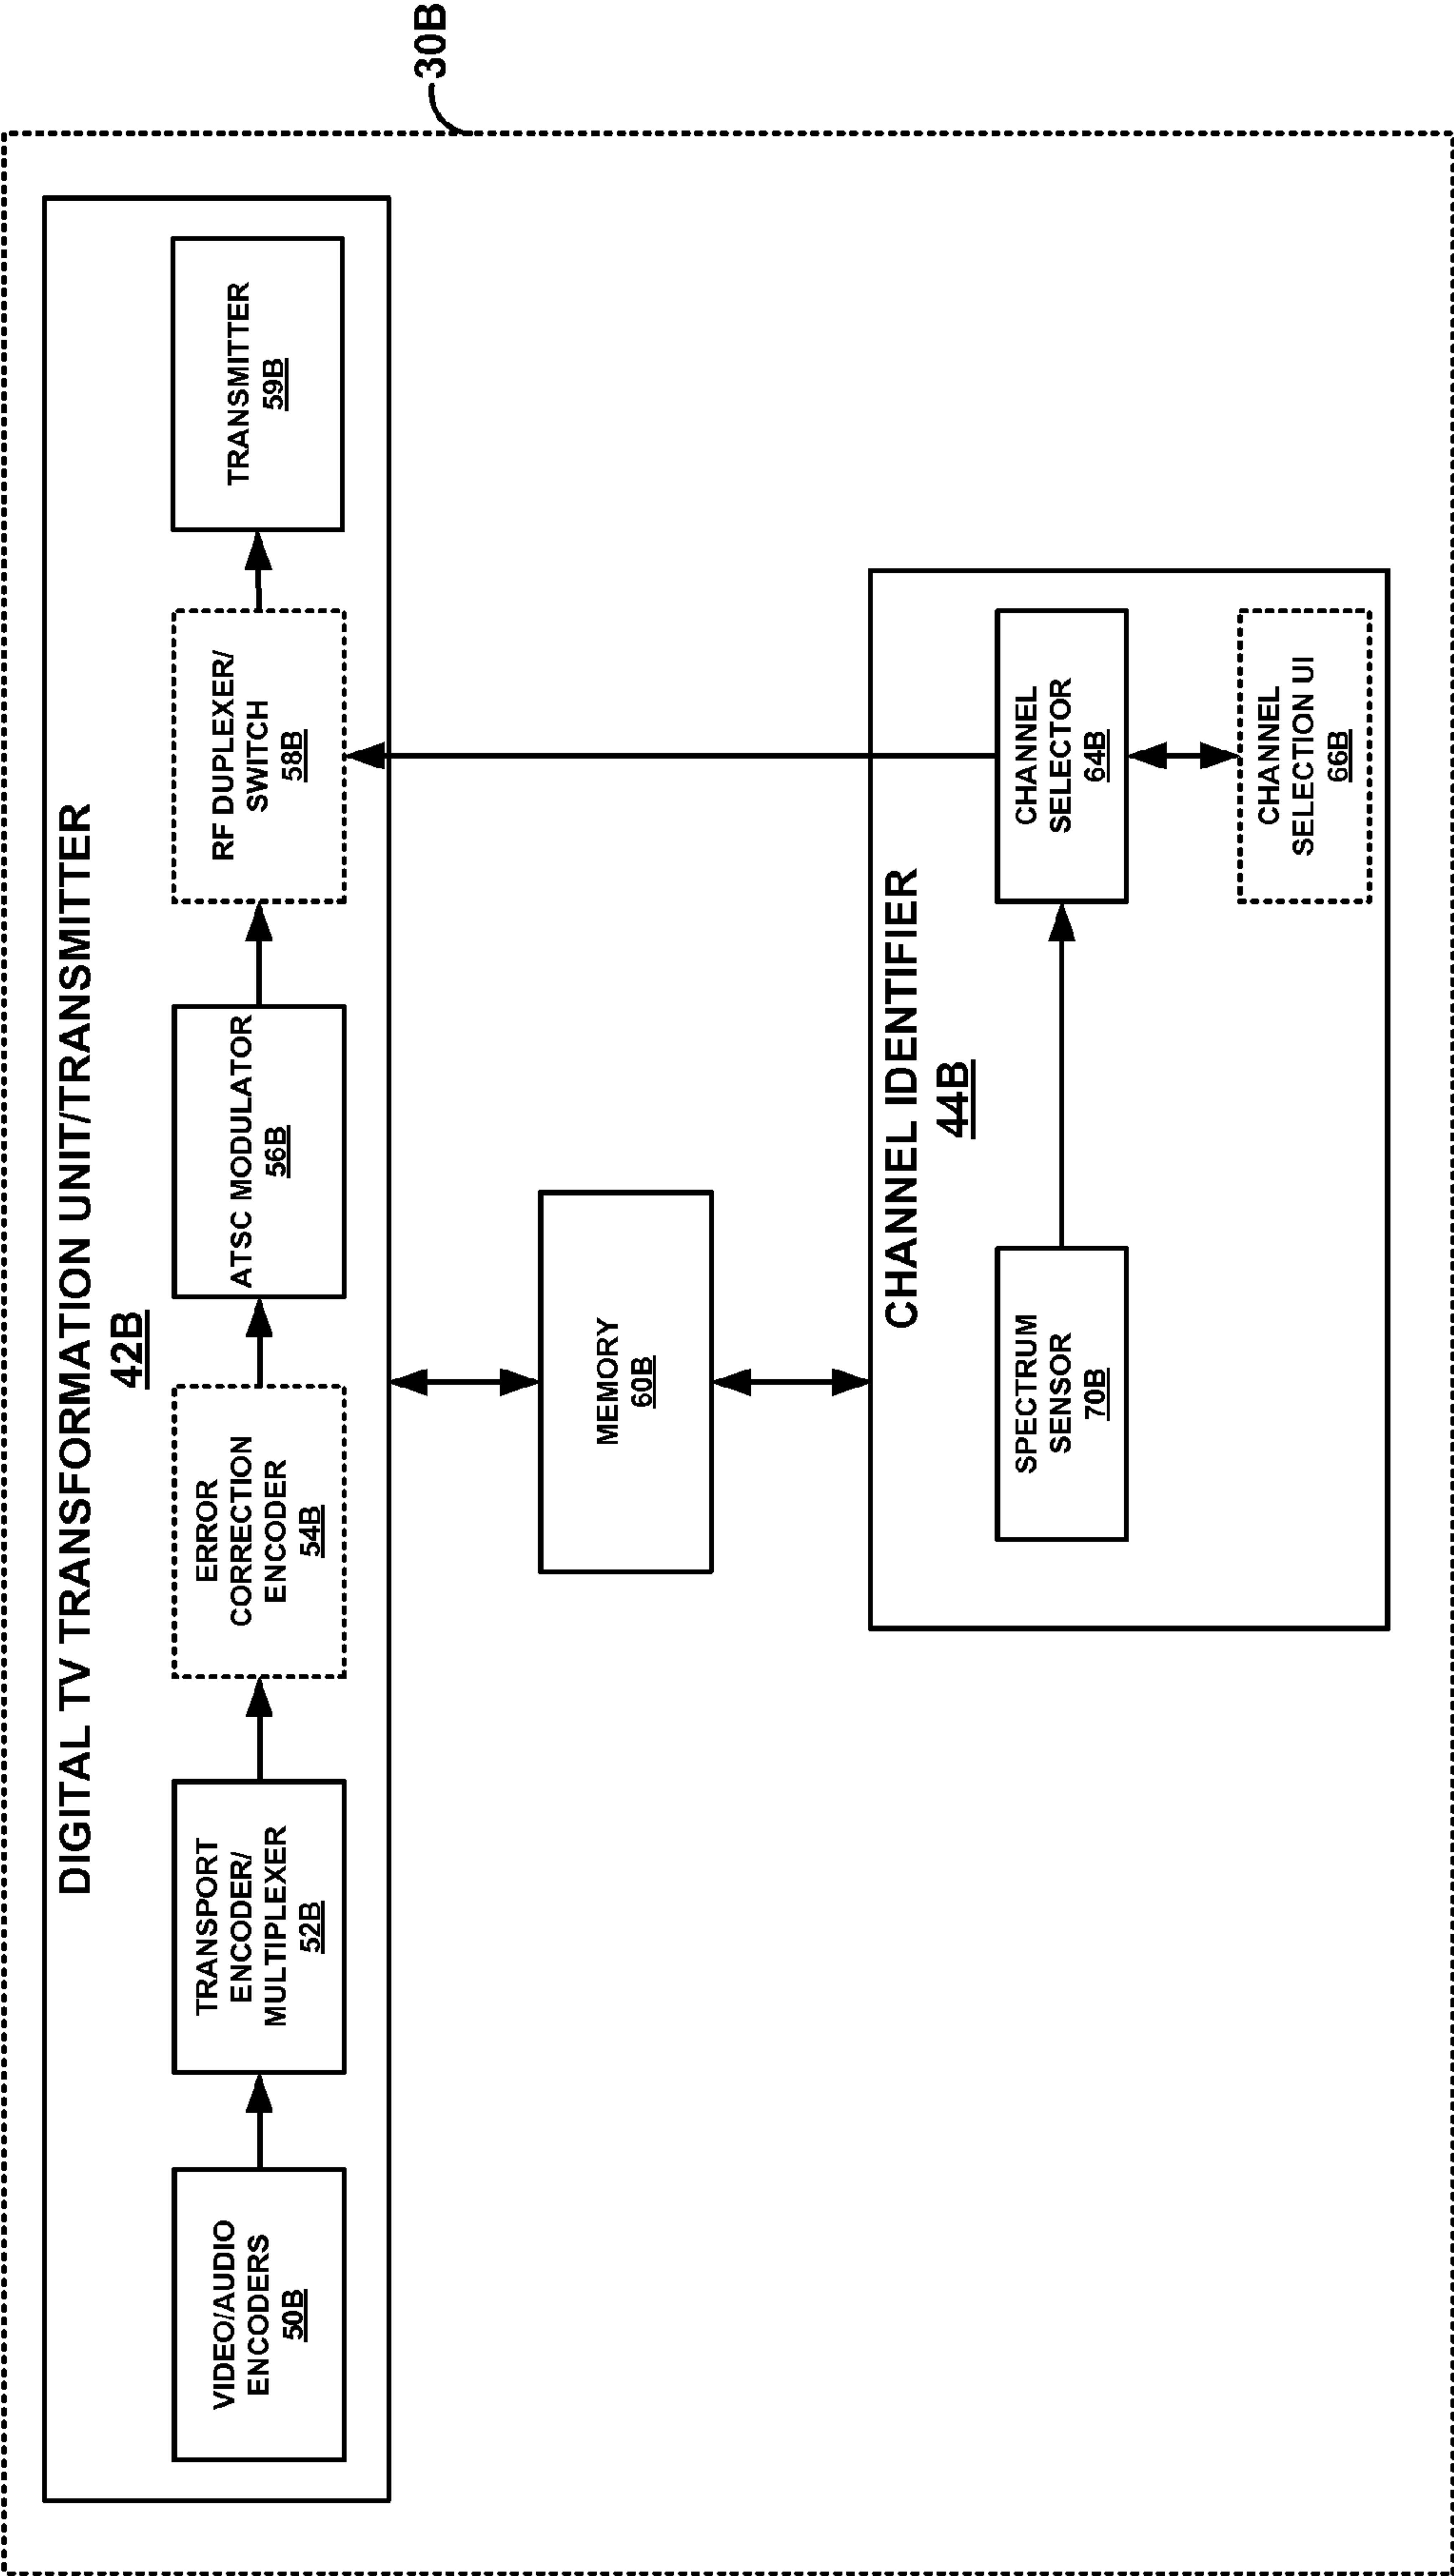 30B
DIGITAL TV TRANSFORMATION UNIT/TRANSMITTER
42B
VIDEO/AUDIO
ENCODERS
50B
TRANSPORT
ENCODER/
MULTIPLEXER
52B
ERROR
CORRECTION
ENCODER
54B
ATSC MODULATOR
56B
RF DUPLEXER/
SWITCH
58B
TRANSMITTER
59B
MEMORY
60B
CHANNEL IDENTIFIER
44B
SPECTRUM
SENSOR
70B
CHANNEL
SELECTOR
64B
CHANNEL
SELECTION UI
66B